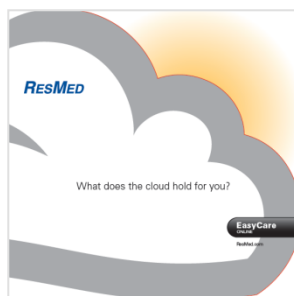 RESMED
What does the cloud hold for you?
EasyCare
ONLINE
ResMed.com